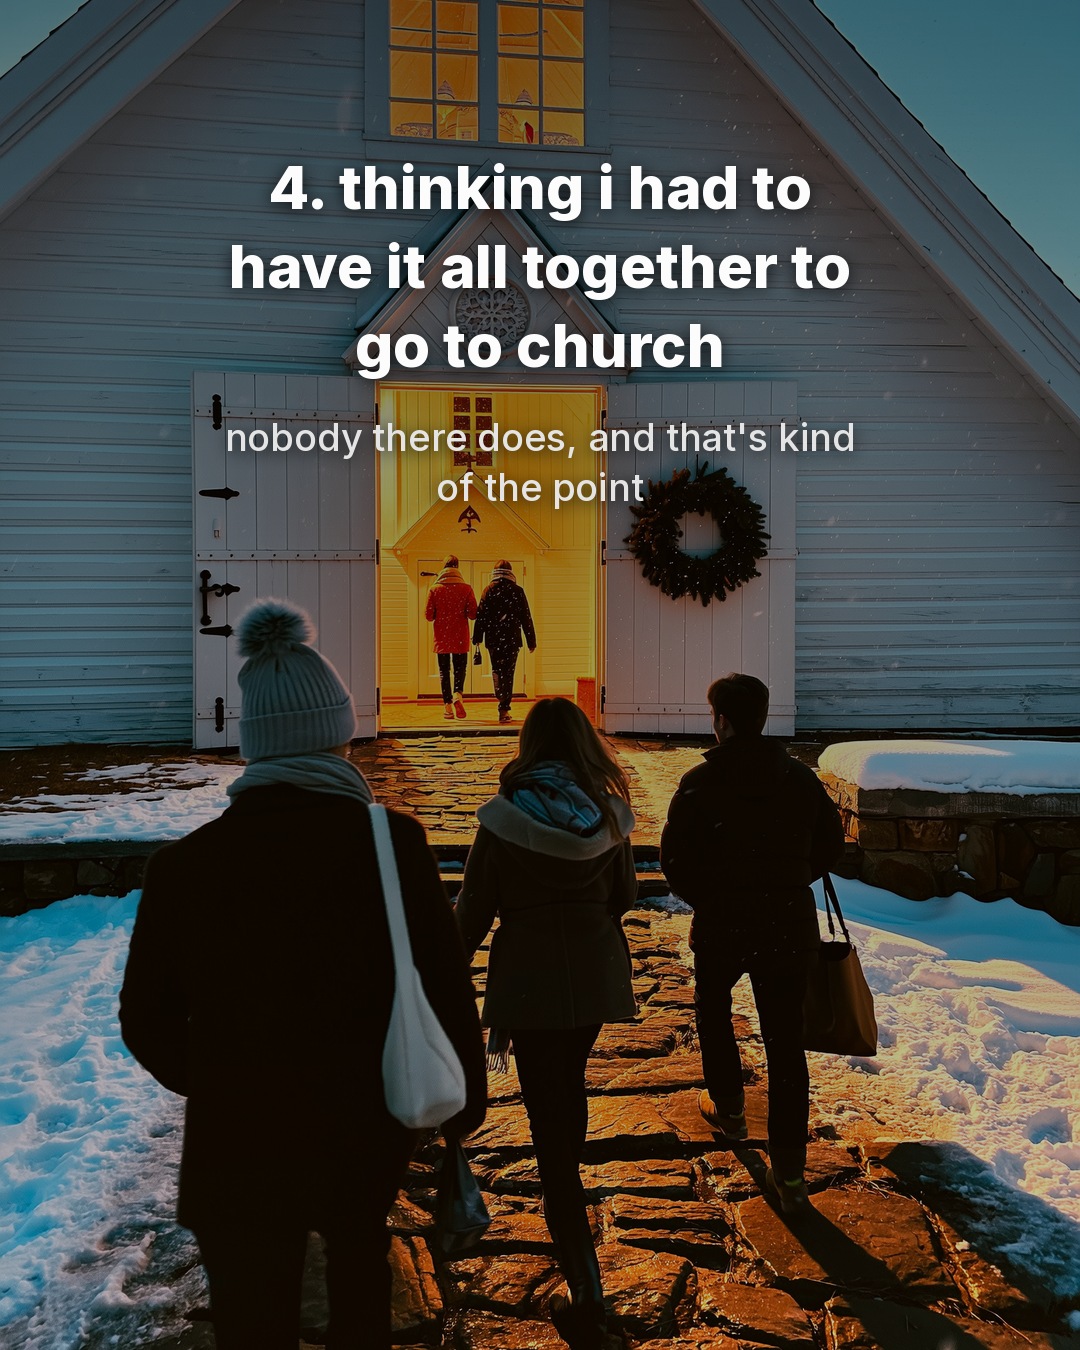 4. thinking i had to
have it all together to
go to church
nobody there does, and that's kind
of the point